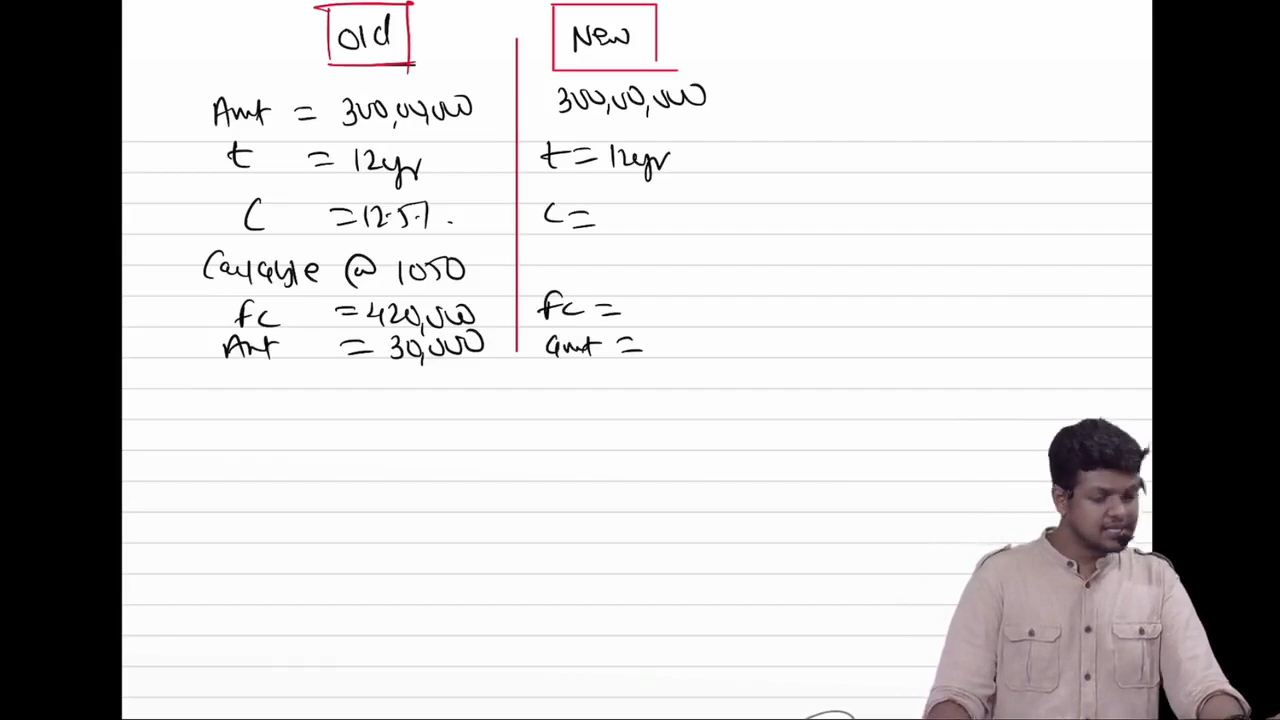 Old
New
Amt = 300,00,000
300,00,000
t = 12yr
t = 12yr
C = 12.5%.
C =
Callable @ 1050
fc = 420,000
fc =
Amt = 30,000
amt =